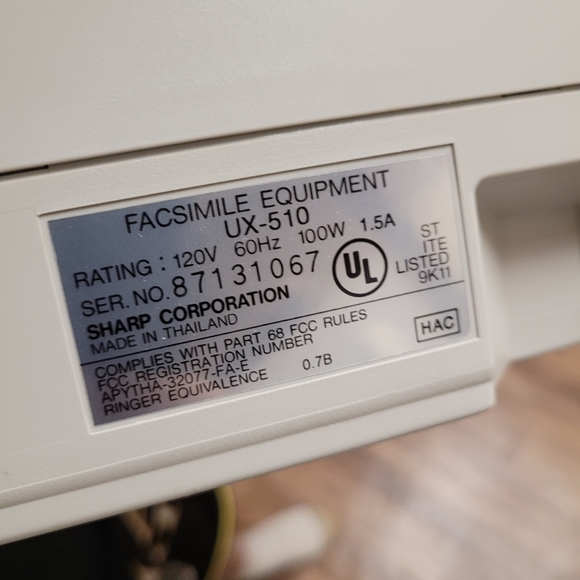 FACSIMILE EQUIPMENT
UX-510
RATING : 120V 60Hz 100W 1.5A
SER. NO. 87131067
SHARP CORPORATION
MADE IN THAILAND
UL
ST
ITE
LISTED
9K11
COMPLIES WITH PART 68 FCC RULES
FCC REGISTRATION NUMBER
APYTHA-32077-FA-E
RINGER EQUIVALENCE 0.7B
HAC